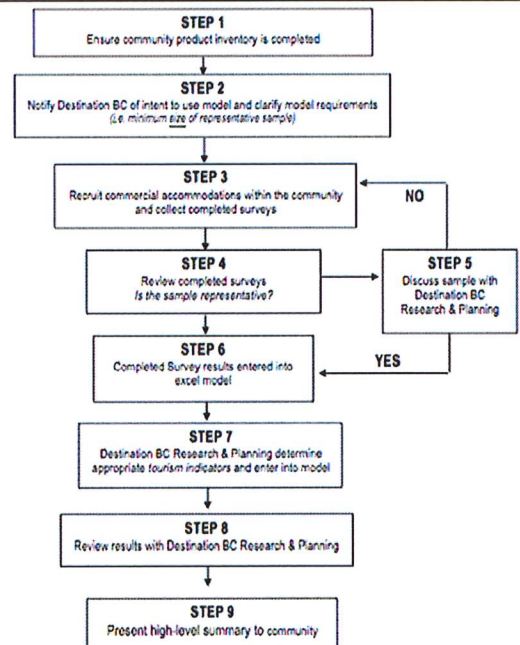 STEP 1
Ensure community product inventory is completed
STEP 2
Notify Destination BC of intent to use model and clarify model requirements
(i.e. minimum size of representative sample)
STEP 3
Recruit commercial accommodations within the community
and collect completed surveys
NO
STEP 4
Review completed surveys
Is the sample representative?
STEP 5
Discuss sample with
Destination BC
Research & Planning
STEP 6
Completed Survey results entered into
excel model
YES
STEP 7
Destination BC Research & Planning determine
appropriate tourism indicators and enter into model
STEP 8
Review results with Destination BC Research & Planning
STEP 9
Present high-level summary to community